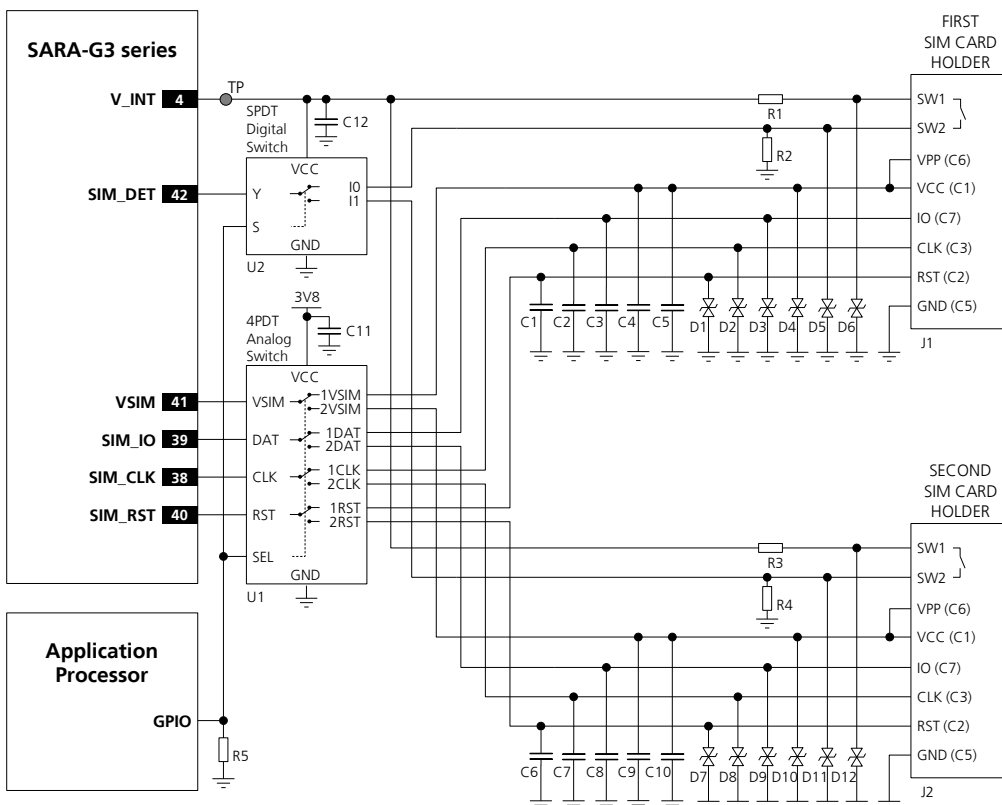 SARA-G3 series
V_INT 4
TP
SPDT
Digital
Switch
C12
VCC
SIM_DET 42
Y
I0
I1
S
GND
U2
3V8
4PDT
Analog
Switch
C11
VCC
VSIM 41
VSIM
1VSIM
2VSIM
SIM_IO 39
DAT
1DAT
2DAT
SIM_CLK 38
CLK
1CLK
2CLK
SIM_RST 40
RST
1RST
2RST
SEL
GND
U1
Application
Processor
GPIO
R5
FIRST
SIM CARD
HOLDER
R1
SW1
R2
SW2
VPP (C6)
VCC (C1)
IO (C7)
CLK (C3)
RST (C2)
GND (C5)
C1 C2 C3 C4 C5 D1 D2 D3 D4 D5 D6
J1
SECOND
SIM CARD
HOLDER
R3
SW1
R4
SW2
VPP (C6)
VCC (C1)
IO (C7)
CLK (C3)
RST (C2)
GND (C5)
C6 C7 C8 C9 C10 D7 D8 D9 D10 D11 D12
J2